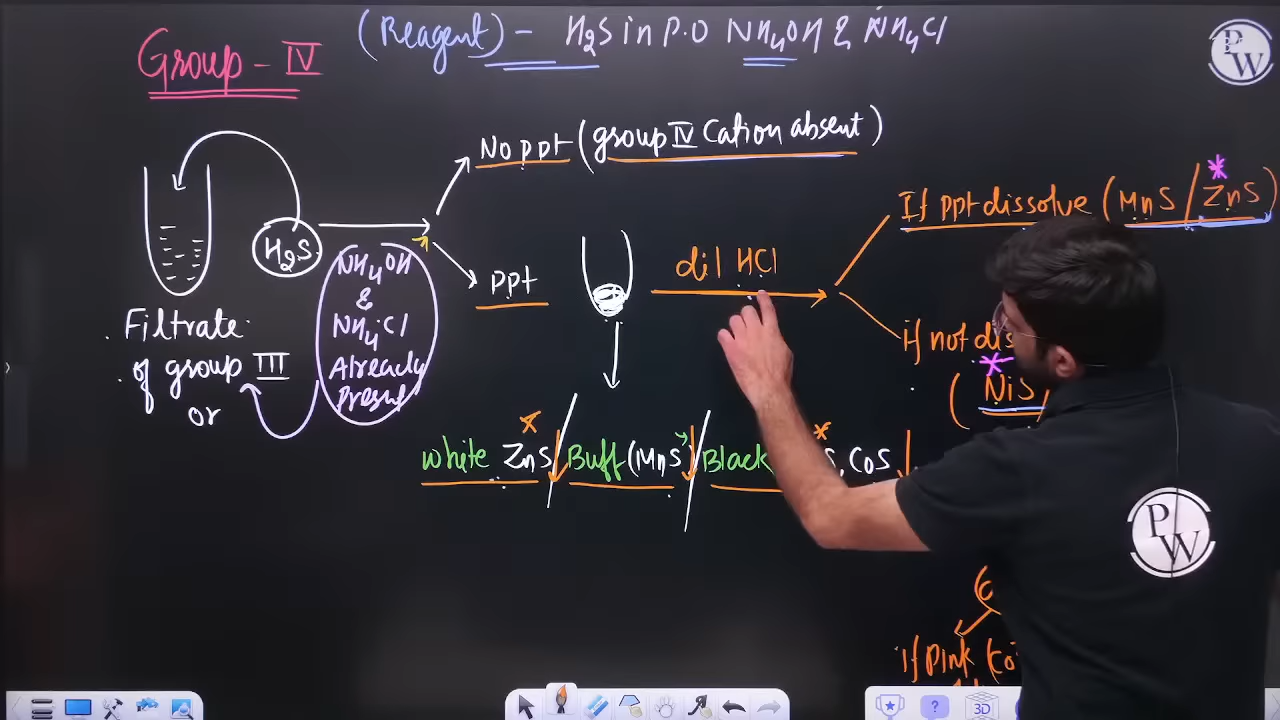 Group - IV
(Reagent) - H2S in P.O NH4OH & NH4Cl
P W
No ppt (group IV Cation absent)
If ppt dissolve (MnS / ZnS)
H2S
NH4OH
&
NH4Cl
Already
Present
ppt
dil HCl
if not dis
(NiS
Filtrate
of group III
or
white ZnS / Buff (MnS / Black S, CoS
P W
If Pink (Co
?
3D